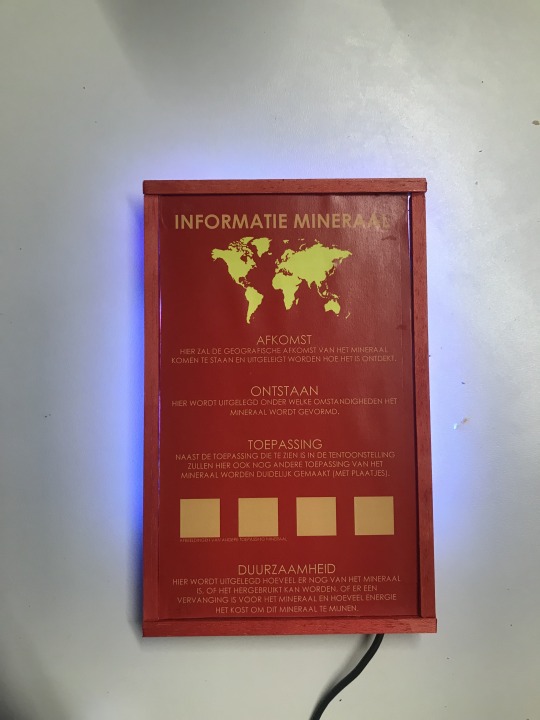 INFORMATIE MINERAAL
AFKOMST
HIER ZAL DE GEOGRAFISCHE AFKOMST VAN HET MINERAAL
KOMEN TE STAAN EN UITGELEIGT WORDEN HOE HET IS ONTDEKT.
ONTSTAAN
HIER WORDT UITGELEGD ONDER WELKE OMSTANDIGHEDEN HET
MINERAAL WORDT GEVORMD.
TOEPASSING
NAAST DE TOEPASSING DIE TE ZIEN IS IN DE TENTOONSTELLING
ZULLEN HIER OOK NOG ANDERE TOEPASSING VAN HET
MINERAAL WORDEN DUIDELIJK GEMAAKT (MET PLAATJES).
DUURZAAMHEID
HIER WORDT UITGELEGD HOEVEEL ER NOG VAN HET MINERAAL
IS, OF HET HERGEBRUIKT KAN WORDEN, OF ER EEN
VERVANGING IS VOOR HET MINERAAL EN HOEVEEL ENERGIE
HET KOST OM DIT MINERAAL TE MIJNEN.